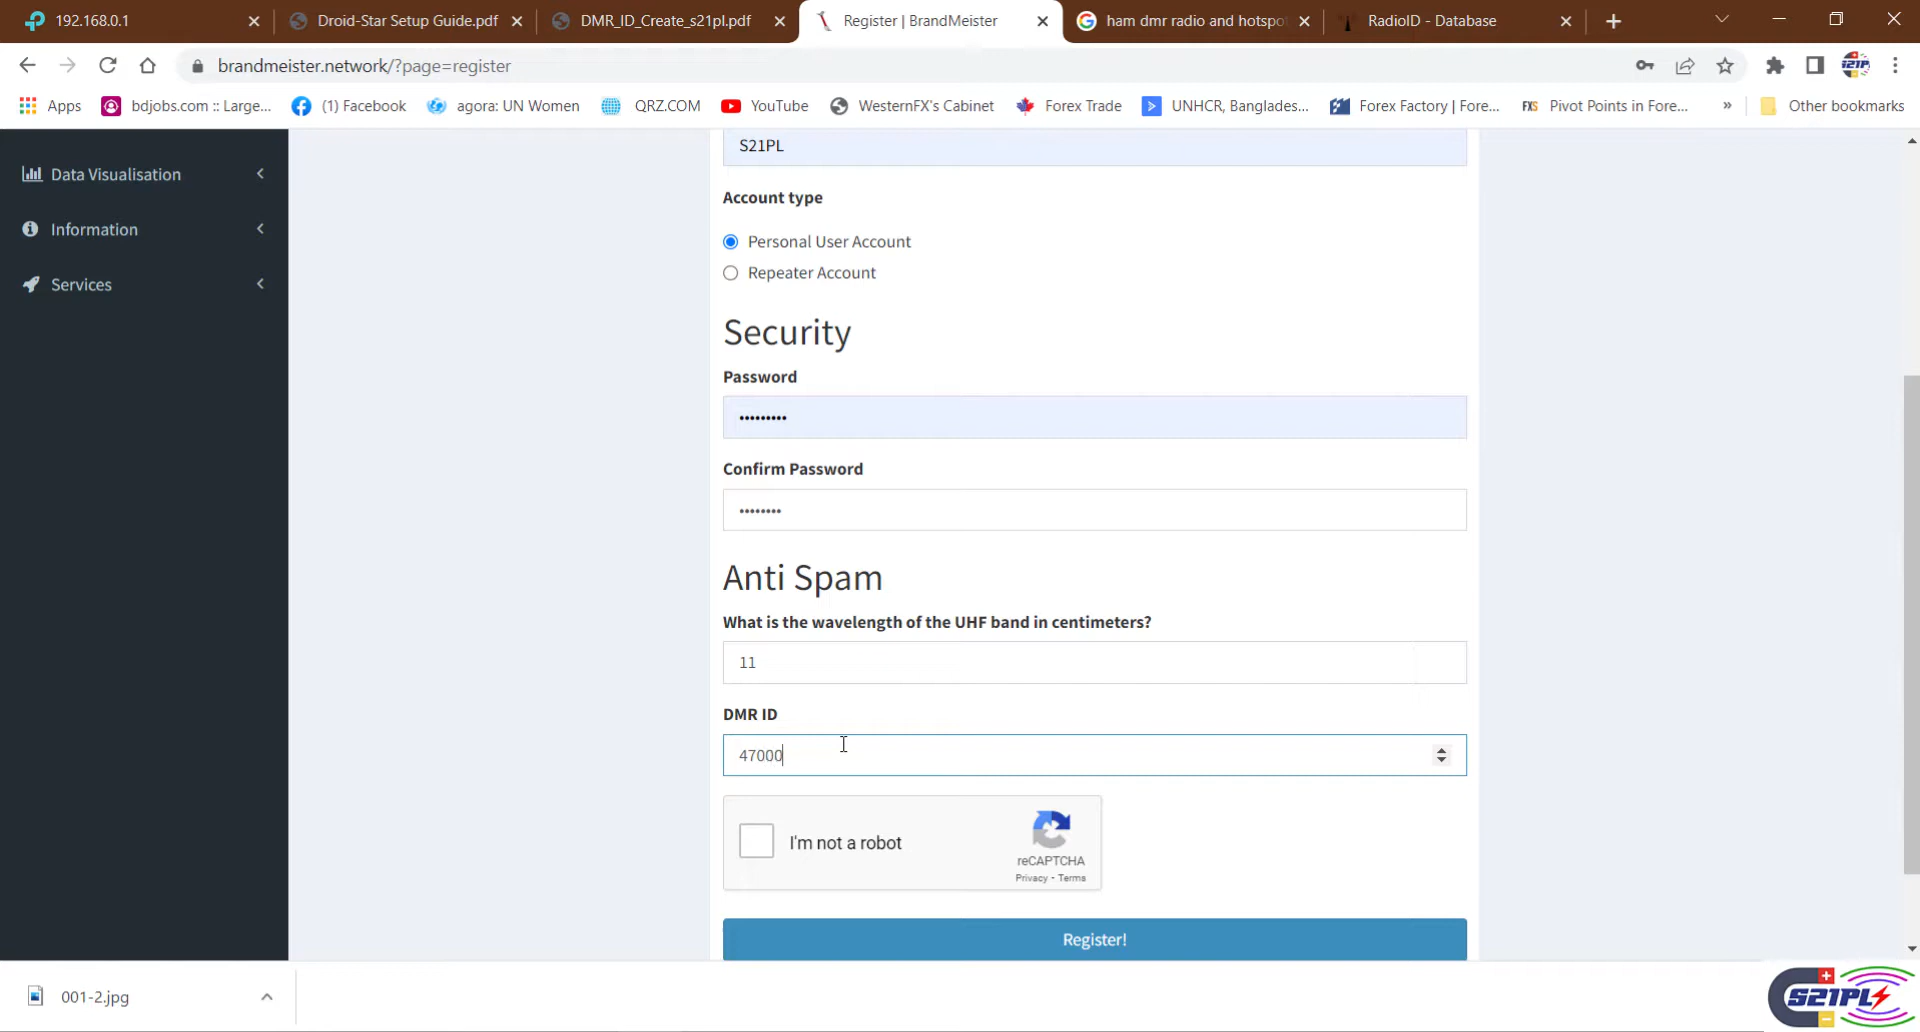 192.168.0.1
Droid-Star Setup Guide.pdf
DMR_ID_Create_s21pl.pdf
Register | BrandMeister
ham dmr radio and hotspo
RadioID - Database
brandmeister.network/?page=register
Apps
bdjobs.com :: Large...
(1) Facebook
agora: UN Women
QRZ.COM
YouTube
WesternFX's Cabinet
Forex Trade
UNHCR, Banglades...
Forex Factory | Fore...
FXS
Pivot Points in Fore...
»
Other bookmarks
Data Visualisation
Information
Services
S21PL
Account type
Personal User Account
Repeater Account
Security
Password
•••••••••
Confirm Password
••••••••
Anti Spam
What is the wavelength of the UHF band in centimeters?
11
DMR ID
47000
I'm not a robot
reCAPTCHA
Privacy - Terms
Register!
001-2.jpg
S21PL